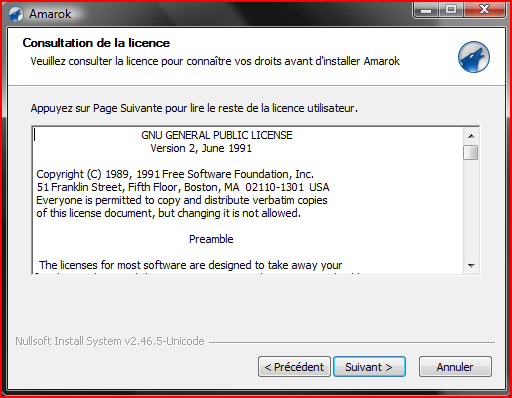 Amarok
Consultation de la licence
Veuillez consulter la licence pour connaître vos droits avant d'installer Amarok
Appuyez sur Page Suivante pour lire le reste de la licence utilisateur.
GNU GENERAL PUBLIC LICENSE
Version 2, June 1991
Copyright (C) 1989, 1991 Free Software Foundation, Inc.
51 Franklin Street, Fifth Floor, Boston, MA  02110-1301  USA
Everyone is permitted to copy and distribute verbatim copies
of this license document, but changing it is not allowed.
Preamble
The licenses for most software are designed to take away your
Nullsoft Install System v2.46.5-Unicode
< Précédent
Suivant >
Annuler